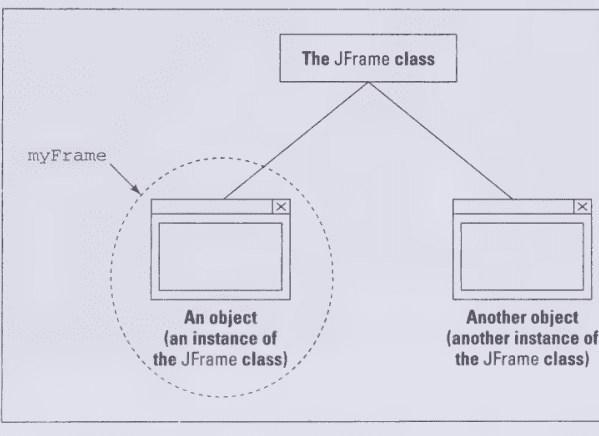 The JFrame class
myFrame
An object
(an instance of
the JFrame class)
Another object
(another instance of
the JFrame class)